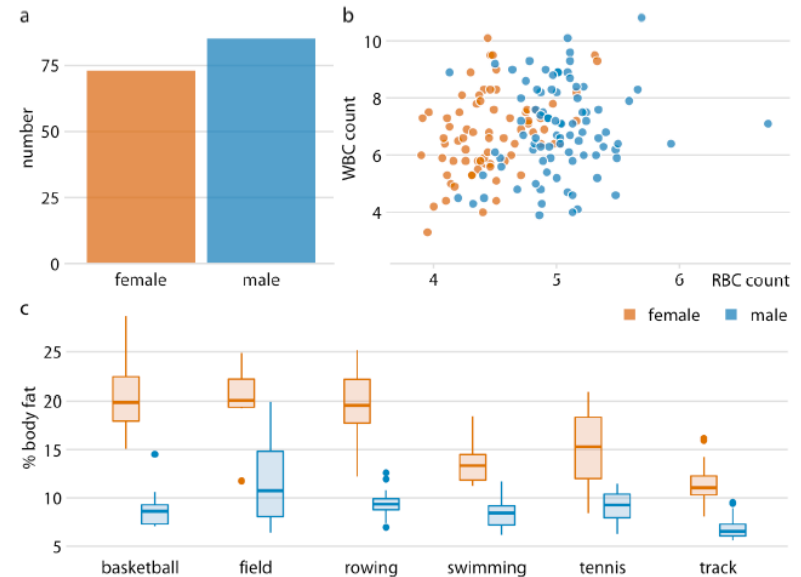 a
75
50
25
0
number
female male
b
10
8
6
4
WBC count
4 5 6 RBC count
female male
c
25
20
15
10
5
% body fat
basketball field rowing swimming tennis track